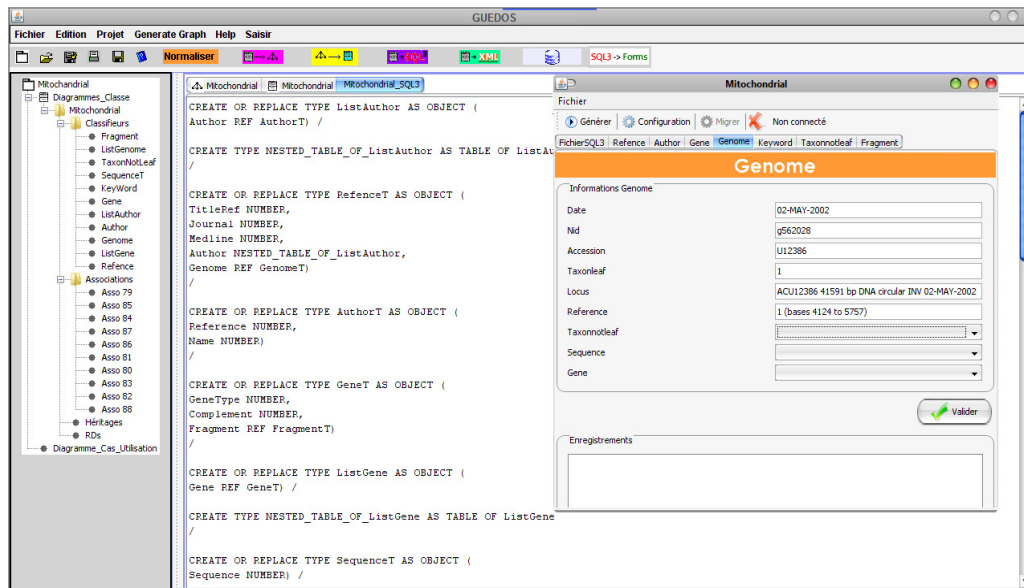 GUEDOS
Fichier Edition Projet Generate Graph Help Saisir
Normaliser
XML
SQL3 -> Forms
Mitochondrial
Diagrammes_Classe
Mitochondrial
Classifieurs
Fragment
ListGenome
TaxonNotLeaf
SequenceT
KeyWord
Gene
ListAuthor
Author
Genome
ListGene
Refence
Associations
Asso 79
Asso 85
Asso 84
Asso 87
Asso 86
Asso 81
Asso 80
Asso 83
Asso 82
Asso 88
Héritages
RDs
Diagramme_Cas_Utilisation
Mitochondrial Mitochondrial Mitochondrial_SQL3
CREATE OR REPLACE TYPE ListAuthor AS OBJECT (
Author REF AuthorT) /
CREATE TYPE NESTED_TABLE_OF_ListAuthor AS TABLE OF ListAu
/
CREATE OR REPLACE TYPE RefenceT AS OBJECT (
TitleRef NUMBER,
Journal NUMBER,
Medline NUMBER,
Author NESTED_TABLE_OF_ListAuthor,
Genome REF GenomeT)
/
CREATE OR REPLACE TYPE AuthorT AS OBJECT (
Reference NUMBER,
Name NUMBER)
/
CREATE OR REPLACE TYPE GeneT AS OBJECT (
GeneType NUMBER,
Complement NUMBER,
Fragment REF FragmentT)
/
CREATE OR REPLACE TYPE ListGene AS OBJECT (
Gene REF GeneT) /
CREATE TYPE NESTED_TABLE_OF_ListGene AS TABLE OF ListGene
/
CREATE OR REPLACE TYPE SequenceT AS OBJECT (
Sequence NUMBER) /
Mitochondrial
Fichier
Générer Configuration Migrer Non connecté
FichierSQL3 Refence Author Gene Genome Keyword Taxonnotleaf Fragment
Genome
Informations Genome
Date 02-MAY-2002
Nid g562028
Accession U12386
Taxonleaf 1
Locus ACU12386 41591 bp DNA circular INV 02-MAY-2002
Reference 1 (bases 4124 to 5757)
Taxonnotleaf
Sequence
Gene
Valider
Enregistrements